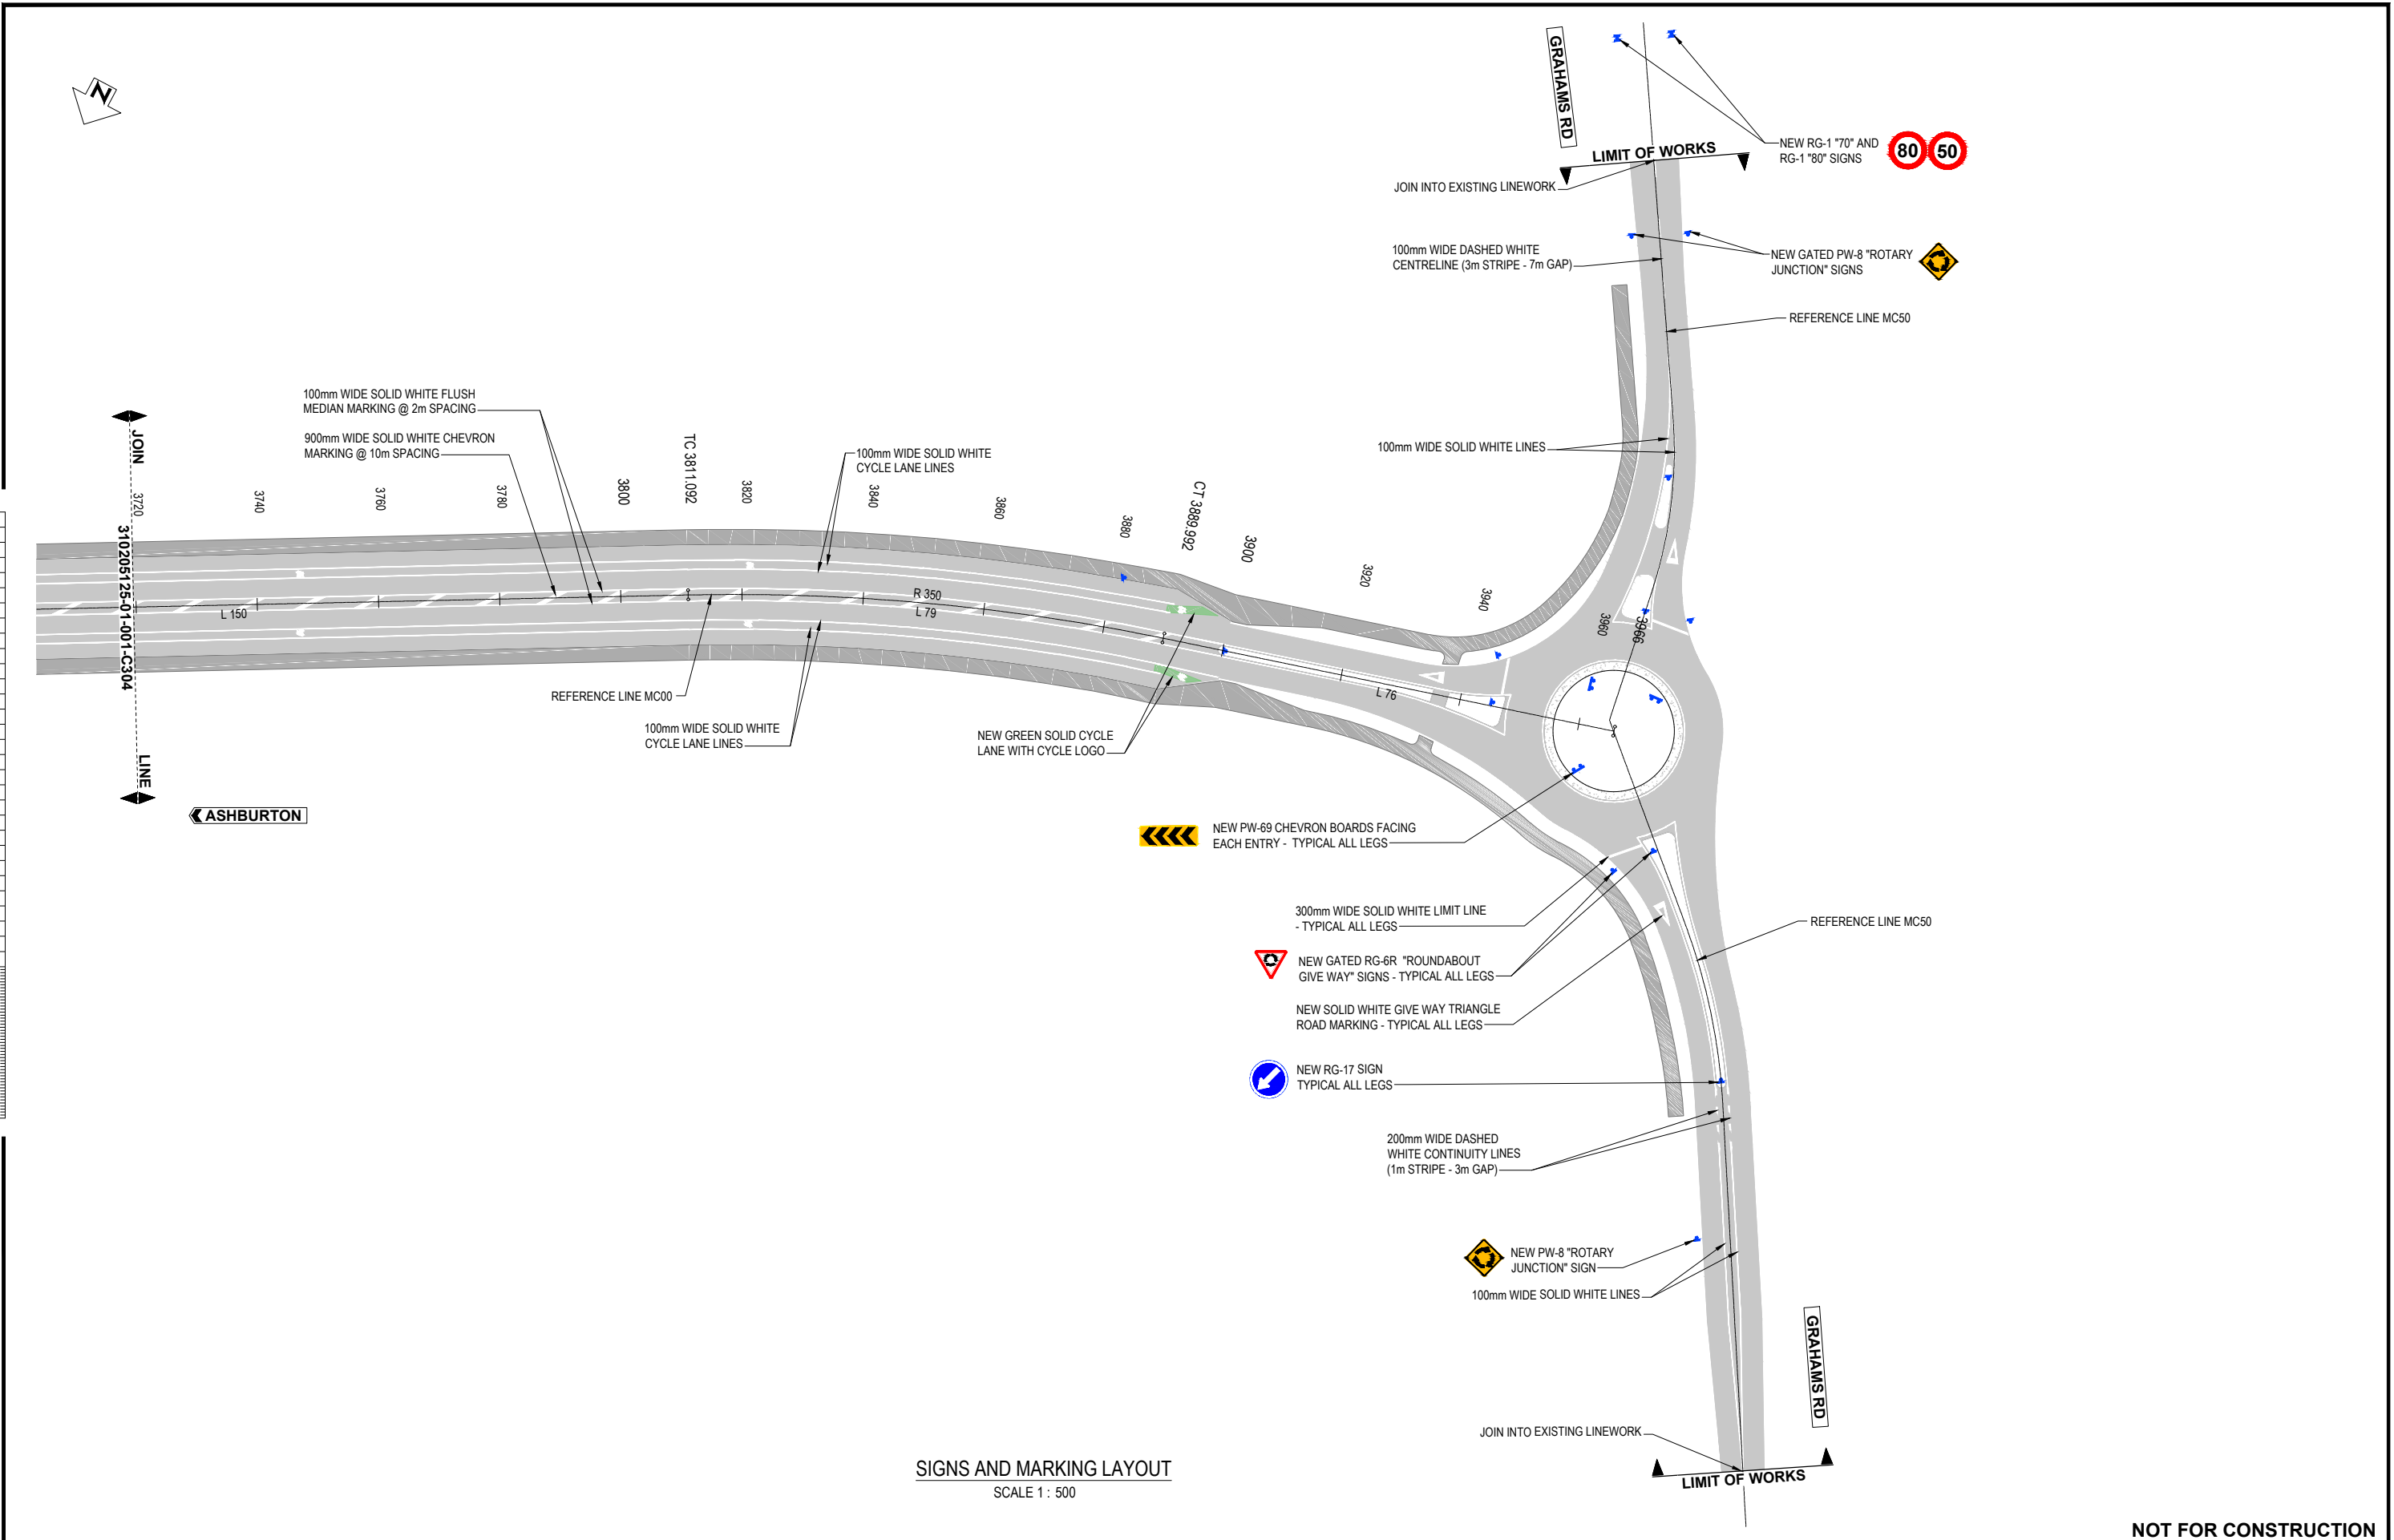 N
GRAHAMS RD
LIMIT OF WORKS
NEW RG-1 "70" AND
RG-1 "80" SIGNS
80
50
JOIN INTO EXISTING LINEWORK
100mm WIDE DASHED WHITE
CENTRELINE (3m STRIPE - 7m GAP)
NEW GATED PW-8 "ROTARY
JUNCTION" SIGNS
REFERENCE LINE MC50
100mm WIDE SOLID WHITE FLUSH
MEDIAN MARKING @ 2m SPACING
900mm WIDE SOLID WHITE CHEVRON
MARKING @ 10m SPACING
100mm WIDE SOLID WHITE
CYCLE LANE LINES
100mm WIDE SOLID WHITE LINES
JOIN
LINE
310205125-01-001-C304
3720
3740
3760
3780
3800
TC 3811.092
3820
3840
3860
3880
CT 3889.992
3900
3920
3940
3960
3966
L 150
R 350
L 79
L 76
REFERENCE LINE MC00
100mm WIDE SOLID WHITE
CYCLE LANE LINES
NEW GREEN SOLID CYCLE
LANE WITH CYCLE LOGO
ASHBURTON
NEW PW-69 CHEVRON BOARDS FACING
EACH ENTRY - TYPICAL ALL LEGS
300mm WIDE SOLID WHITE LIMIT LINE
- TYPICAL ALL LEGS
REFERENCE LINE MC50
NEW GATED RG-6R "ROUNDABOUT
GIVE WAY" SIGNS - TYPICAL ALL LEGS
NEW SOLID WHITE GIVE WAY TRIANGLE
ROAD MARKING - TYPICAL ALL LEGS
NEW RG-17 SIGN
TYPICAL ALL LEGS
200mm WIDE DASHED
WHITE CONTINUITY LINES
(1m STRIPE - 3m GAP)
NEW PW-8 "ROTARY
JUNCTION" SIGN
100mm WIDE SOLID WHITE LINES
GRAHAMS RD
JOIN INTO EXISTING LINEWORK
LIMIT OF WORKS
SIGNS AND MARKING LAYOUT
SCALE 1 : 500
NOT FOR CONSTRUCTION